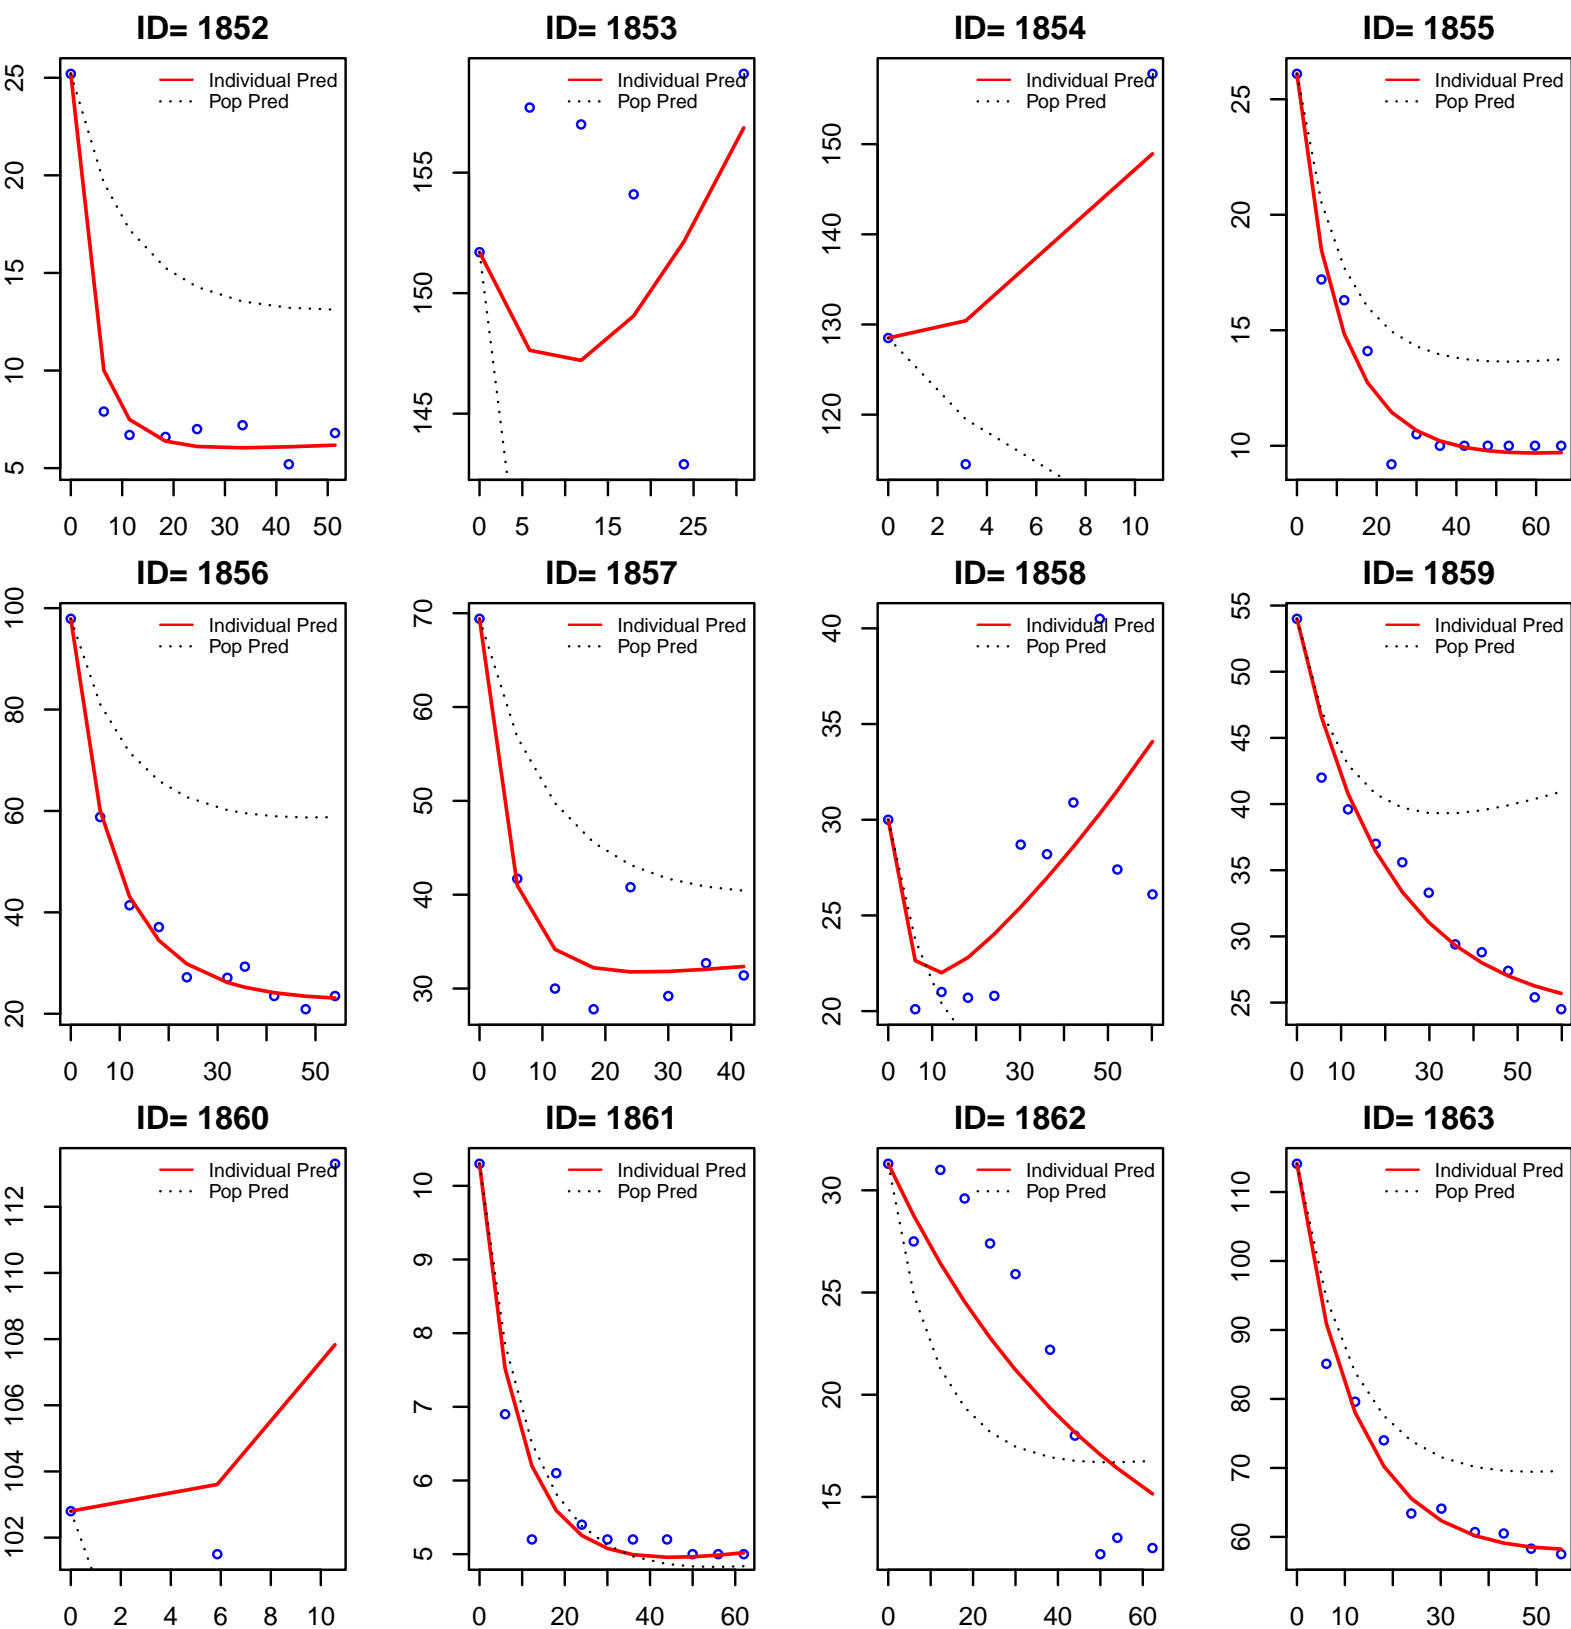 ID= 1852 ID= 1853 ID= 1854 ID= 1855
Individual Pred Individual Pred Individual Pred Individual Pred
Pop Pred Pop Pred Pop Pred Pop Pred
5 10 15 20 25 145 150 155 120 130 140 150 10 15 20 25
0 10 20 30 40 50 0 5 15 25 0 2 4 6 8 10 0 20 40 60
ID= 1856 ID= 1857 ID= 1858 ID= 1859
Individual Pred Individual Pred Individual Pred Individual Pred
Pop Pred Pop Pred Pop Pred Pop Pred
20 40 60 80 100 30 40 50 60 70 20 25 30 35 40 25 30 35 40 45 50 55
0 10 30 50 0 10 20 30 40 0 10 30 50 0 10 30 50
ID= 1860 ID= 1861 ID= 1862 ID= 1863
Individual Pred Individual Pred Individual Pred Individual Pred
Pop Pred Pop Pred Pop Pred Pop Pred
102 104 106 108 110 112 5 6 7 8 9 10 15 20 25 30 60 70 80 90 100 110
0 2 4 6 8 10 0 20 40 60 0 20 40 60 0 10 30 50